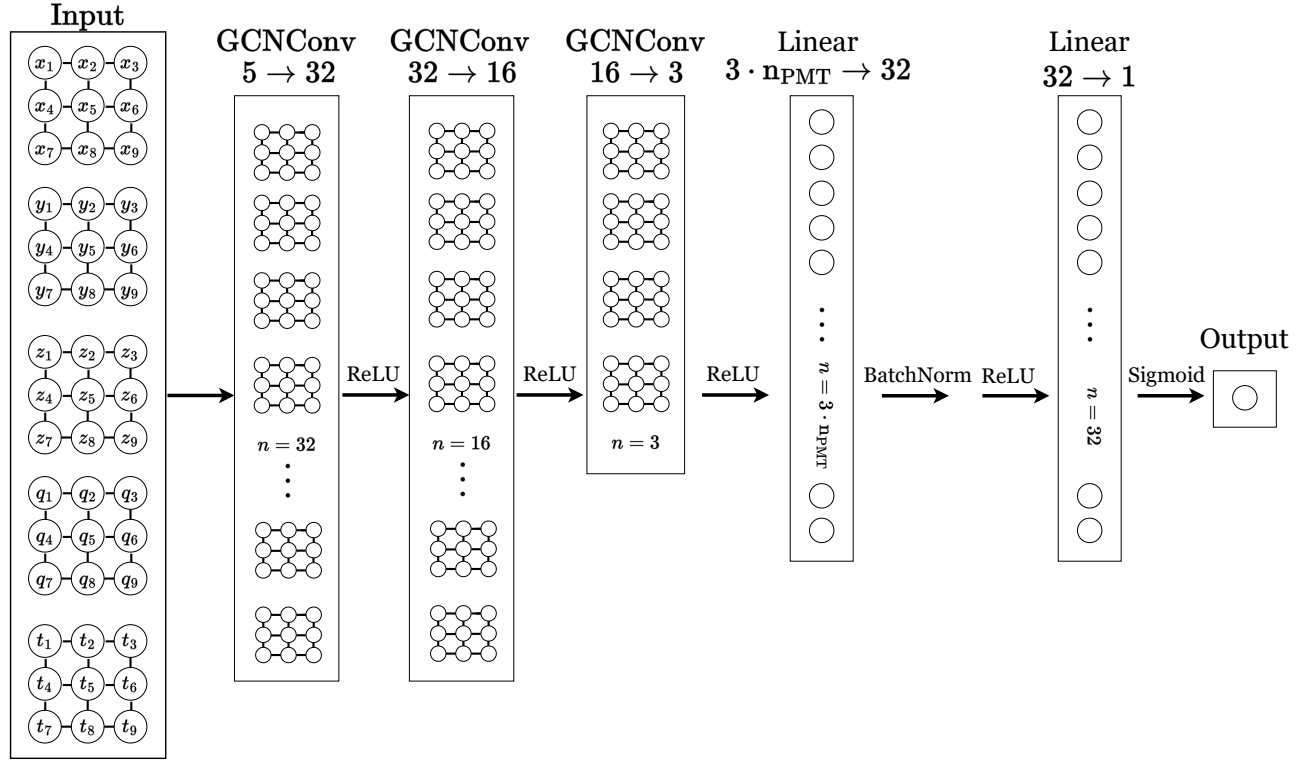 Input
x₁ x₂ x₃
x₄ x₅ x₆
x₇ x₈ x₉
y₁ y₂ y₃
y₄ y₅ y₆
y₇ y₈ y₉
z₁ z₂ z₃
z₄ z₅ z₆
z₇ z₈ z₉
q₁ q₂ q₃
q₄ q₅ q₆
q₇ q₈ q₉
t₁ t₂ t₃
t₄ t₅ t₆
t₇ t₈ t₉
GCNConv
5 → 32
n = 32
ReLU
GCNConv
32 → 16
n = 16
ReLU
GCNConv
16 → 3
n = 3
ReLU
Linear
3 · n_PMT → 32
n = 3 · n_PMT
BatchNorm
ReLU
Linear
32 → 1
n = 32
Sigmoid
Output